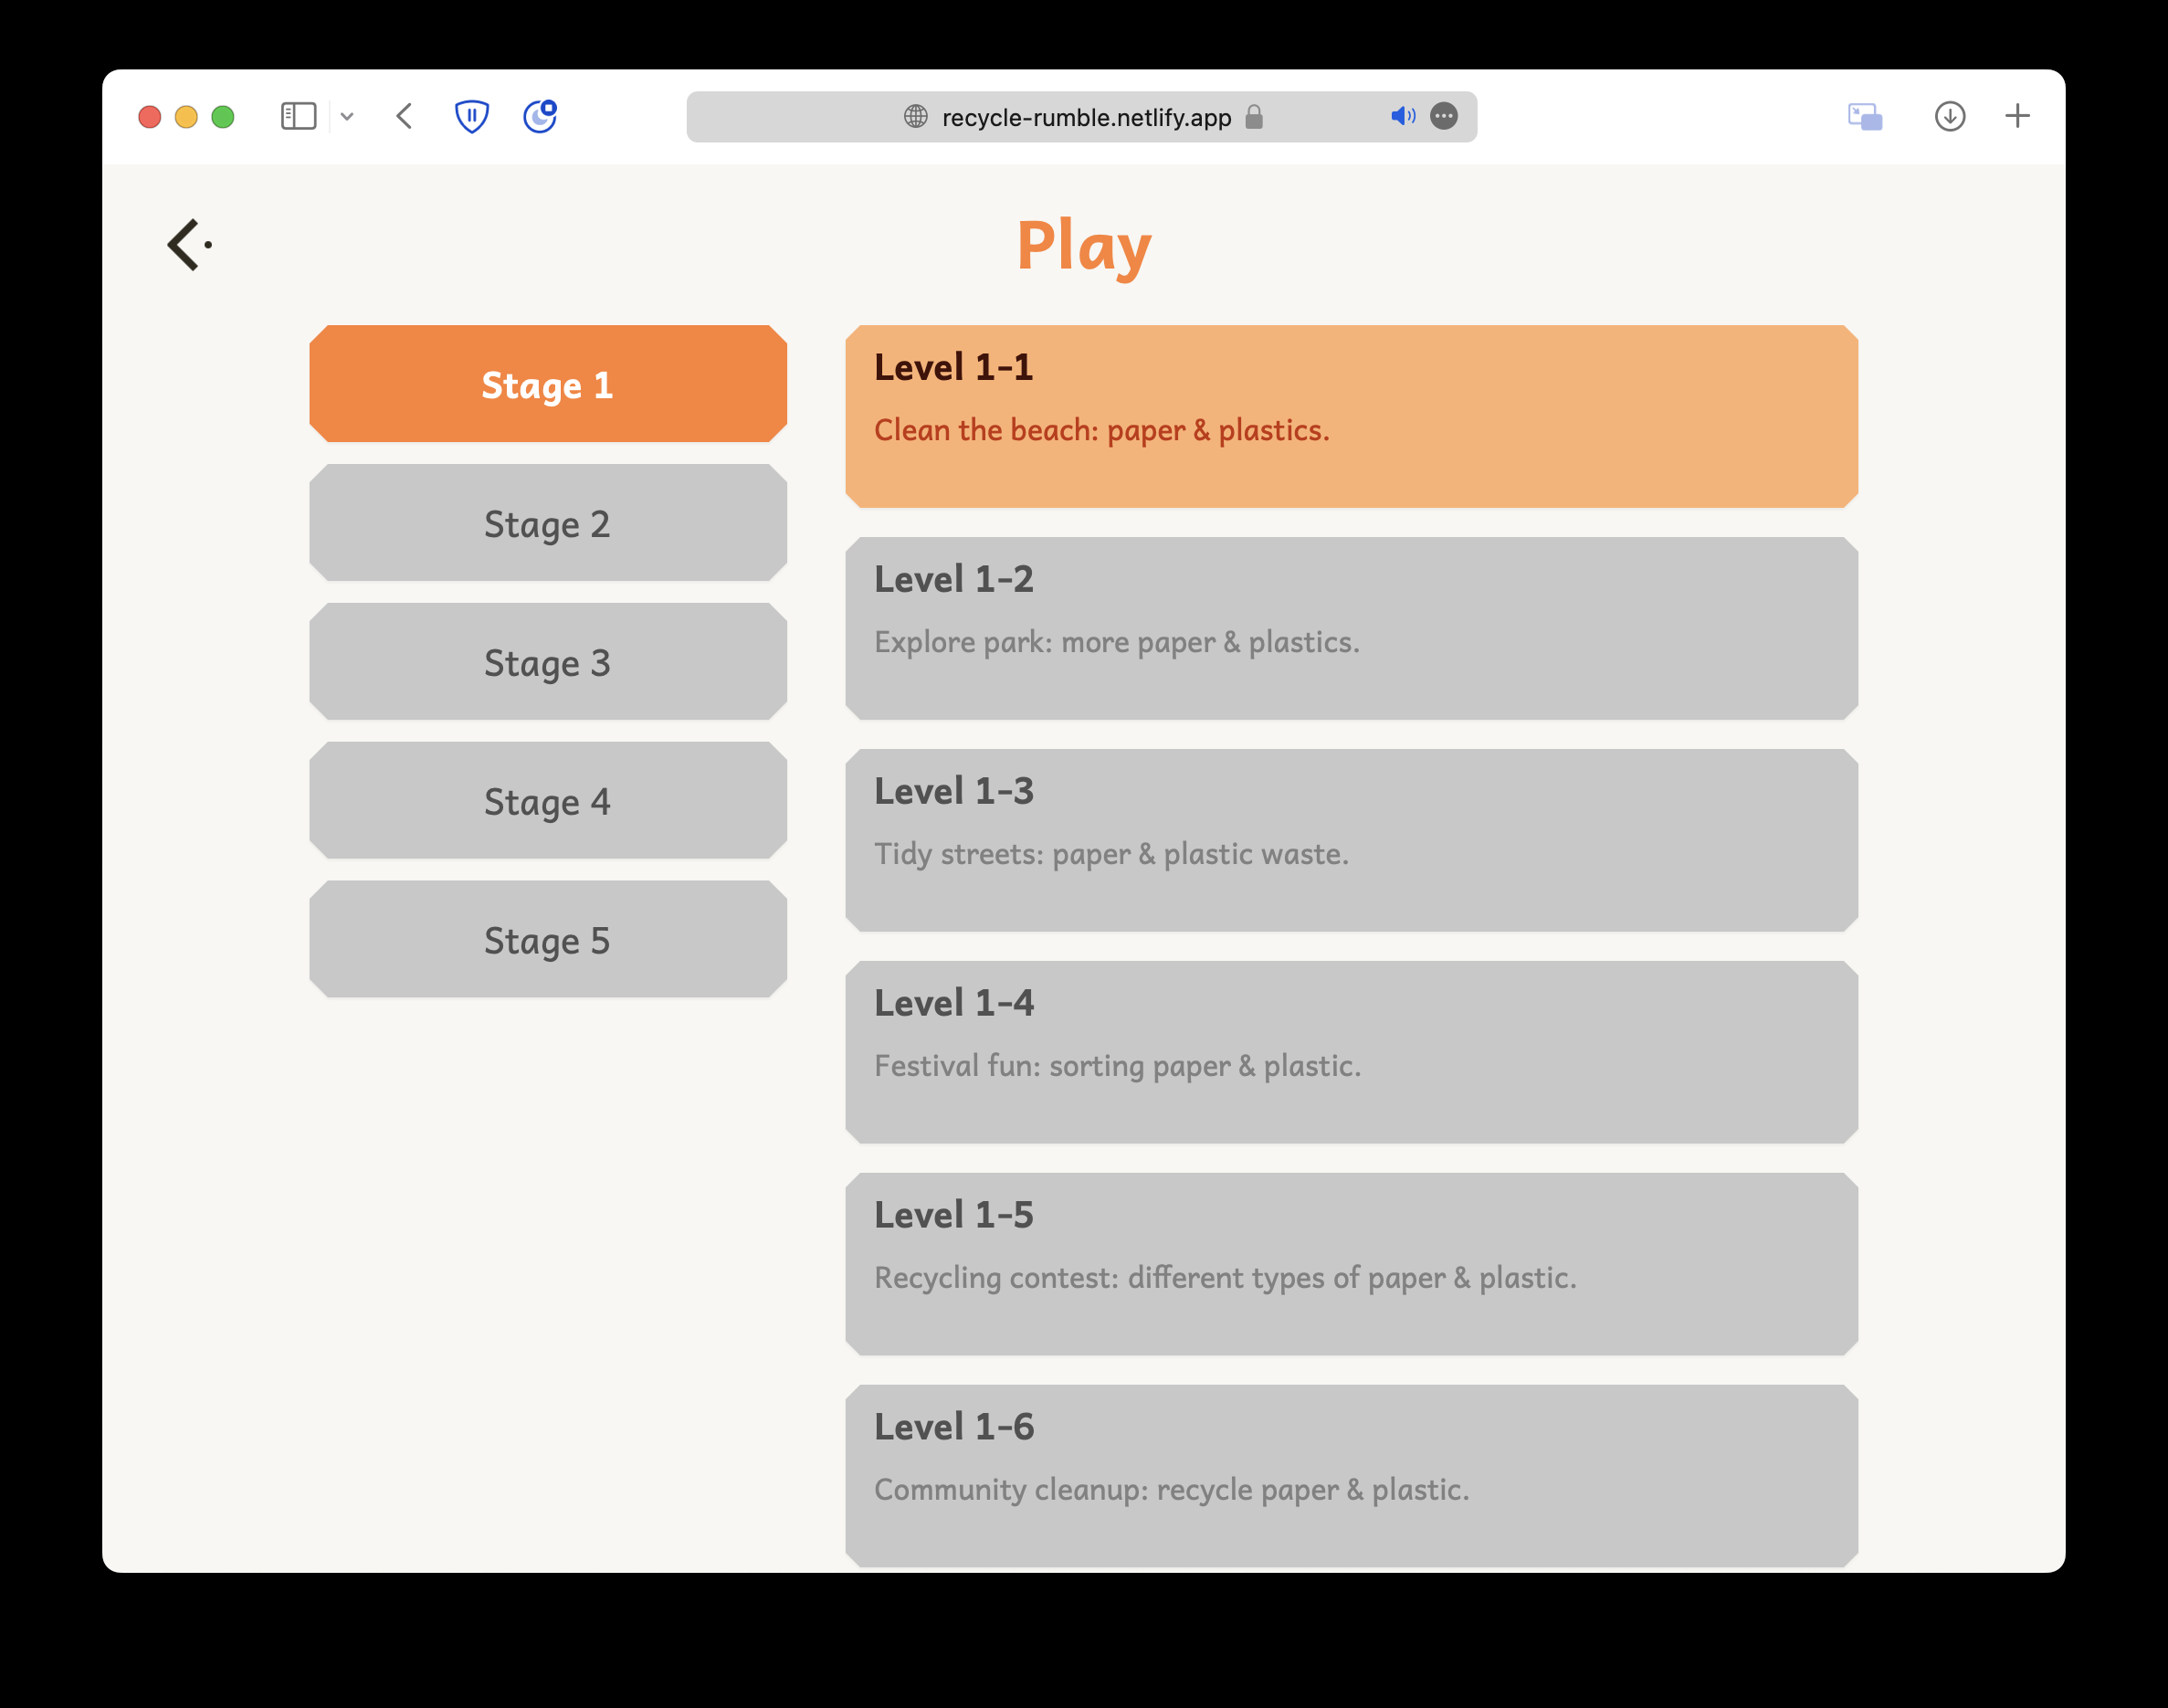 recycle-rumble.netlify.app
Play
Stage 1
Stage 2
Stage 3
Stage 4
Stage 5
Level 1-1
Clean the beach: paper & plastics.
Level 1-2
Explore park: more paper & plastics.
Level 1-3
Tidy streets: paper & plastic waste.
Level 1-4
Festival fun: sorting paper & plastic.
Level 1-5
Recycling contest: different types of paper & plastic.
Level 1-6
Community cleanup: recycle paper & plastic.